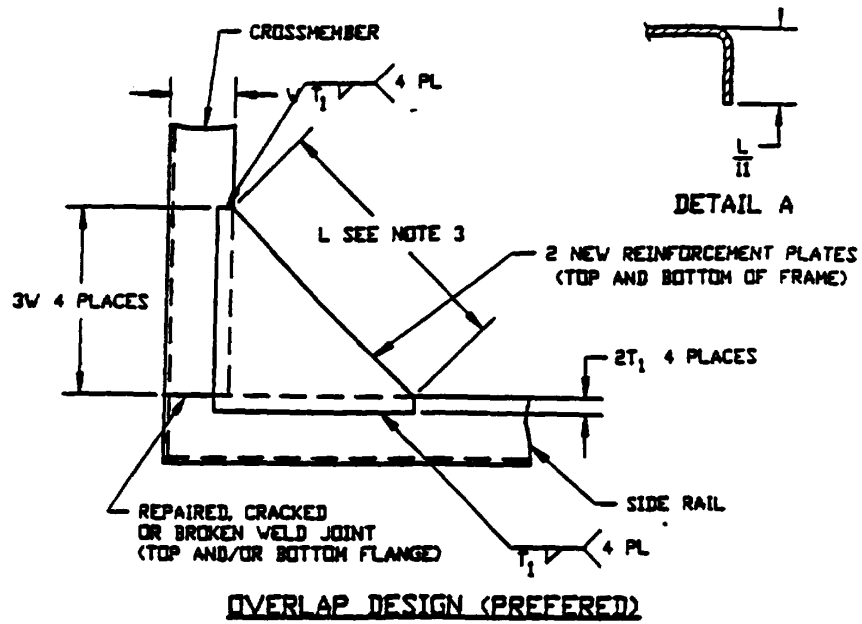 CROSSMEMBER
W
T1
4 PL
L
11
DETAIL A
L SEE NOTE 3
2 NEW REINFORCEMENT PLATES
(TOP AND BOTTOM OF FRAME)
3W 4 PLACES
2T1 4 PLACES
SIDE RAIL
REPAIRED, CRACKED
OR BROKEN WELD JOINT
(TOP AND/OR BOTTOM FLANGE)
T1
4 PL
OVERLAP DESIGN (PREFERED)